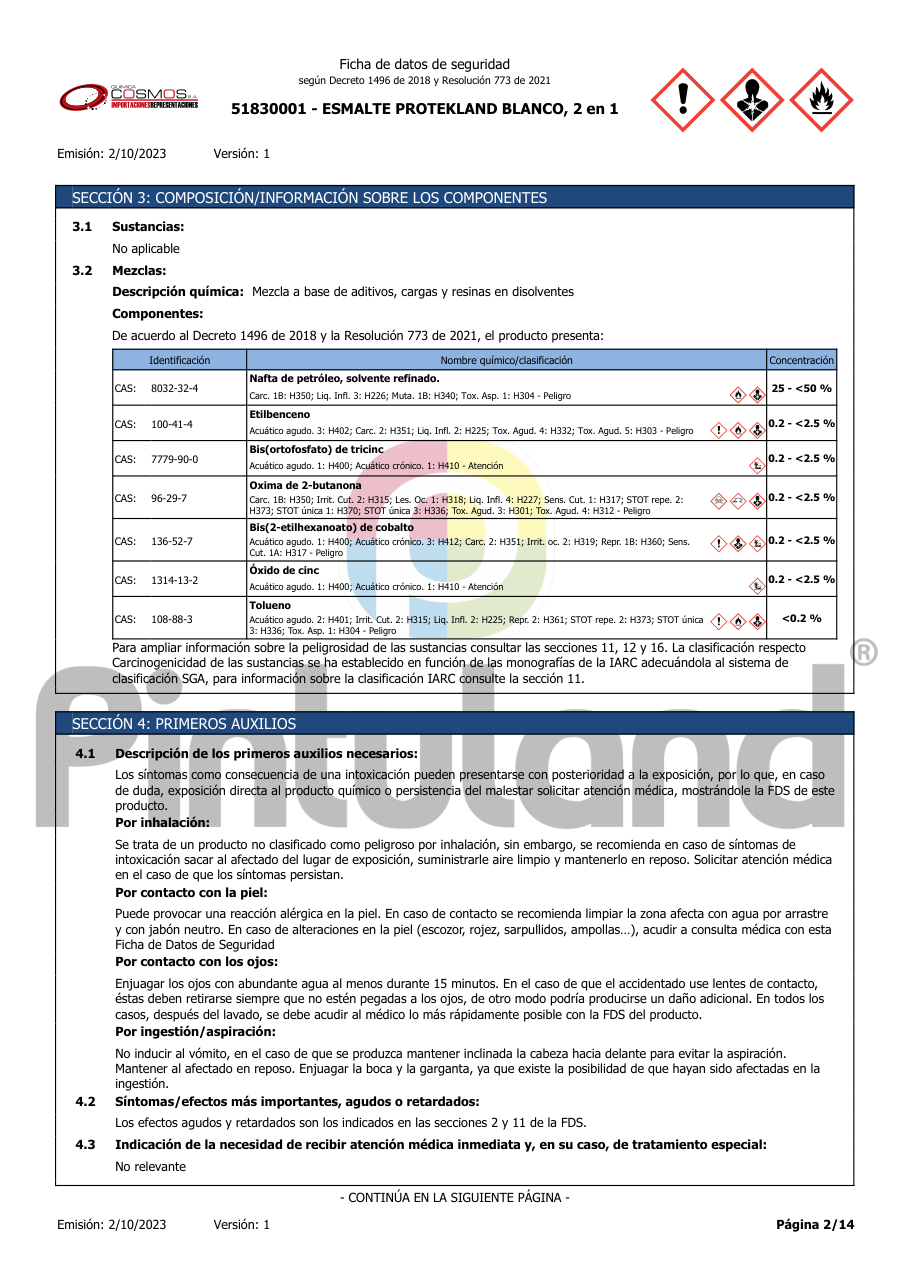 Ficha de datos de seguridad
según Decreto 1496 de 2018 y Resolución 773 de 2021
QUIMICA
COSMOS S.A.
IMPORTACIONES REPRESENTACIONES
51830001 - ESMALTE PROTEKLAND BLANCO, 2 en 1
Emisión: 2/10/2023 Versión: 1
SECCIÓN 3: COMPOSICIÓN/INFORMACIÓN SOBRE LOS COMPONENTES
3.1 Sustancias:
No aplicable
3.2 Mezclas:
Descripción química: Mezcla a base de aditivos, cargas y resinas en disolventes
Componentes:
De acuerdo al Decreto 1496 de 2018 y la Resolución 773 de 2021, el producto presenta:
Identificación Nombre químico/clasificación Concentración
Nafta de petróleo, solvente refinado.
CAS: 8032-32-4 25 - <50 %
Carc. 1B: H350; Liq. Infl. 3: H226; Muta. 1B: H340; Tox. Asp. 1: H304 - Peligro
Etilbenceno
CAS: 100-41-4 0.2 - <2.5 %
Acuático agudo. 3: H402; Carc. 2: H351; Liq. Infl. 2: H225; Tox. Agud. 4: H332; Tox. Agud. 5: H303 - Peligro
Bis(ortofosfato) de tricinc
CAS: 7779-90-0 0.2 - <2.5 %
Acuático agudo. 1: H400; Acuático crónico. 1: H410 - Atención
Oxima de 2-butanona
CAS: 96-29-7 0.2 - <2.5 %
Carc. 1B: H350; Irrit. Cut. 2: H315; Les. Oc. 1: H318; Liq. Infl. 4: H227; Sens. Cut. 1: H317; STOT repe. 2:
H373; STOT única 1: H370; STOT única 3: H336; Tox. Agud. 3: H301; Tox. Agud. 4: H312 - Peligro
Bis(2-etilhexanoato) de cobalto
CAS: 136-52-7 0.2 - <2.5 %
Acuático agudo. 1: H400; Acuático crónico. 3: H412; Carc. 2: H351; Irrit. oc. 2: H319; Repr. 1B: H360; Sens.
Cut. 1A: H317 - Peligro
Óxido de cinc
CAS: 1314-13-2 0.2 - <2.5 %
Acuático agudo. 1: H400; Acuático crónico. 1: H410 - Atención
Tolueno
CAS: 108-88-3 <0.2 %
Acuático agudo. 2: H401; Irrit. Cut. 2: H315; Liq. Infl. 2: H225; Repr. 2: H361; STOT repe. 2: H373; STOT única
3: H336; Tox. Asp. 1: H304 - Peligro
Para ampliar información sobre la peligrosidad de las sustancias consultar las secciones 11, 12 y 16. La clasificación respecto
Carcinogenicidad de las sustancias se ha establecido en función de las monografías de la IARC adecuándola al sistema de
clasificación SGA, para información sobre la clasificación IARC consulte la sección 11.
Pintuland®
SECCIÓN 4: PRIMEROS AUXILIOS
4.1 Descripción de los primeros auxilios necesarios:
Los síntomas como consecuencia de una intoxicación pueden presentarse con posterioridad a la exposición, por lo que, en caso
de duda, exposición directa al producto químico o persistencia del malestar solicitar atención médica, mostrándole la FDS de este
producto.
Por inhalación:
Se trata de un producto no clasificado como peligroso por inhalación, sin embargo, se recomienda en caso de síntomas de
intoxicación sacar al afectado del lugar de exposición, suministrarle aire limpio y mantenerlo en reposo. Solicitar atención médica
en el caso de que los síntomas persistan.
Por contacto con la piel:
Puede provocar una reacción alérgica en la piel. En caso de contacto se recomienda limpiar la zona afecta con agua por arrastre
y con jabón neutro. En caso de alteraciones en la piel (escozor, rojez, sarpullidos, ampollas…), acudir a consulta médica con esta
Ficha de Datos de Seguridad
Por contacto con los ojos:
Enjuagar los ojos con abundante agua al menos durante 15 minutos. En el caso de que el accidentado use lentes de contacto,
éstas deben retirarse siempre que no estén pegadas a los ojos, de otro modo podría producirse un daño adicional. En todos los
casos, después del lavado, se debe acudir al médico lo más rápidamente posible con la FDS del producto.
Por ingestión/aspiración:
No inducir al vómito, en el caso de que se produzca mantener inclinada la cabeza hacia delante para evitar la aspiración.
Mantener al afectado en reposo. Enjuagar la boca y la garganta, ya que existe la posibilidad de que hayan sido afectadas en la
ingestión.
4.2 Síntomas/efectos más importantes, agudos o retardados:
Los efectos agudos y retardados son los indicados en las secciones 2 y 11 de la FDS.
4.3 Indicación de la necesidad de recibir atención médica inmediata y, en su caso, de tratamiento especial:
No relevante
- CONTINÚA EN LA SIGUIENTE PÁGINA -
Emisión: 2/10/2023 Versión: 1 Página 2/14